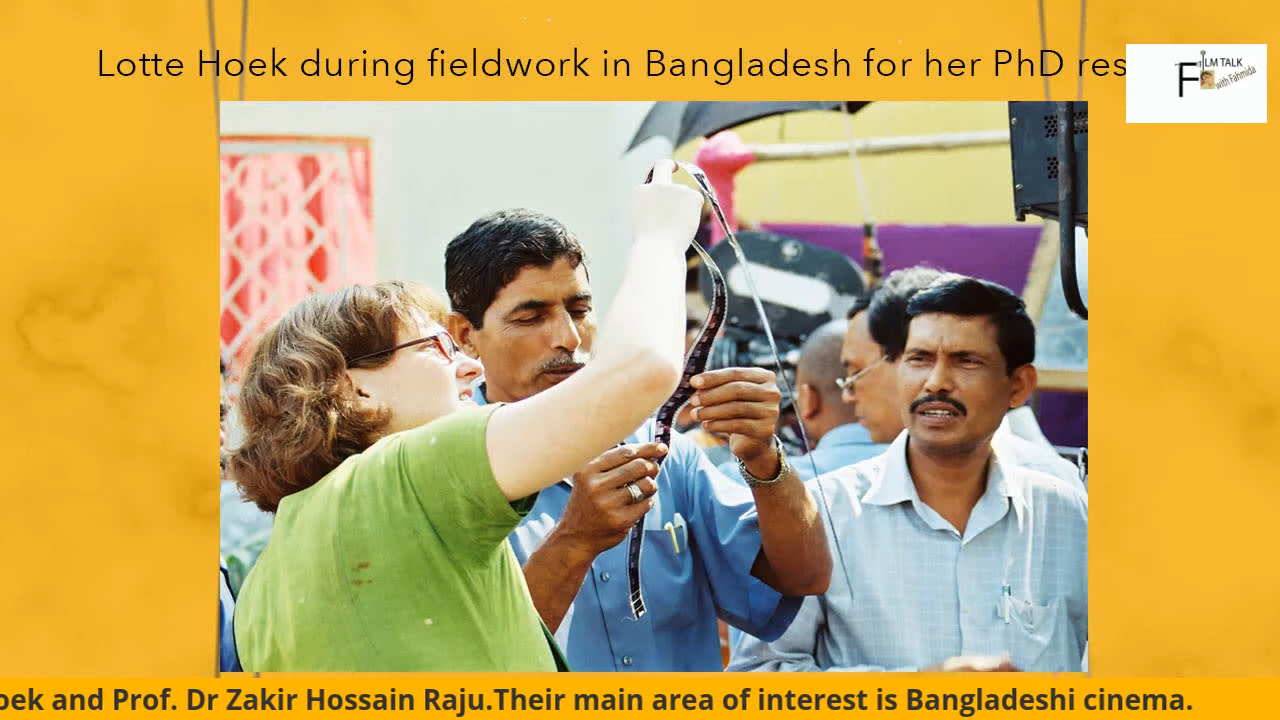 Lotte Hoek during fieldwork in Bangladesh for her PhD res
FILM TALK
with Fahmida
oek and Prof. Dr Zakir Hossain Raju.Their main area of interest is Bangladeshi cinema.